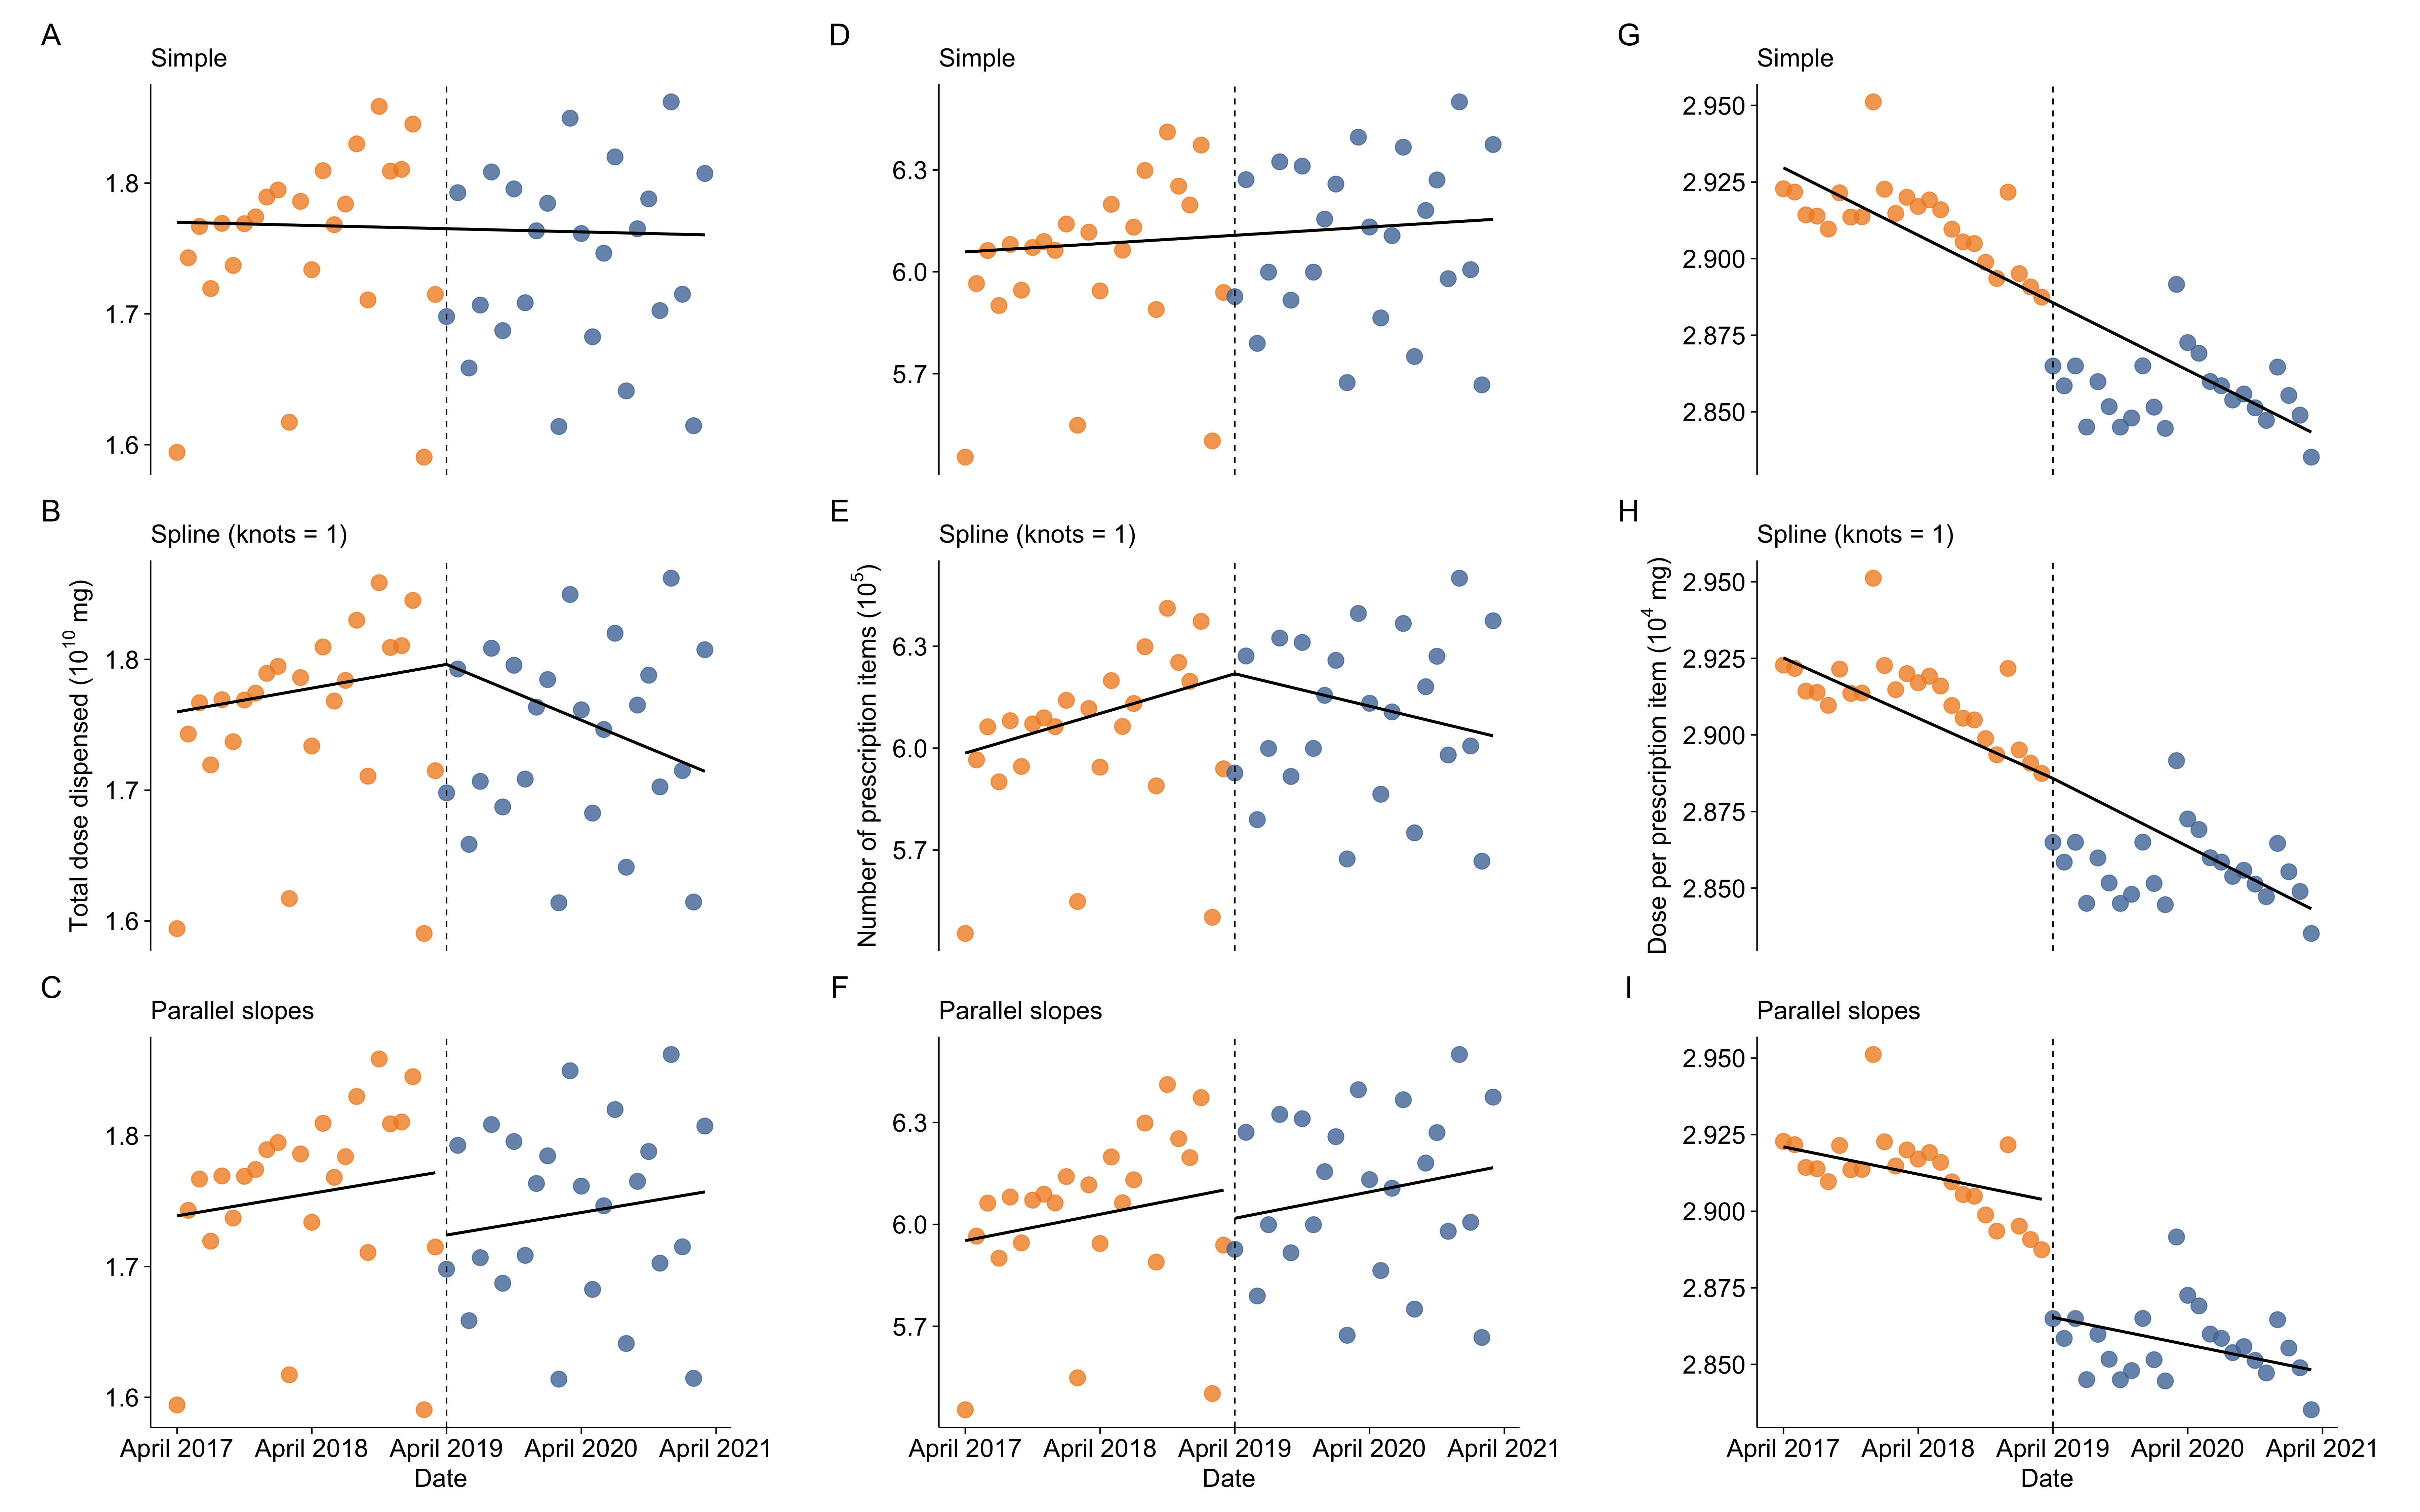 A
Simple
1.8
1.7
1.6
D
Simple
6.3
6.0
5.7
G
Simple
2.950
2.925
2.900
2.875
2.850
B
Spline (knots = 1)
Total dose dispensed (10^10 mg)
1.8
1.7
1.6
E
Spline (knots = 1)
Number of prescription items (10^5)
6.3
6.0
5.7
H
Spline (knots = 1)
Dose per prescription item (10^4 mg)
2.950
2.925
2.900
2.875
2.850
C
Parallel slopes
1.8
1.7
1.6
April 2017 April 2018 April 2019 April 2020 April 2021
Date
F
Parallel slopes
6.3
6.0
5.7
April 2017 April 2018 April 2019 April 2020 April 2021
Date
I
Parallel slopes
2.950
2.925
2.900
2.875
2.850
April 2017 April 2018 April 2019 April 2020 April 2021
Date